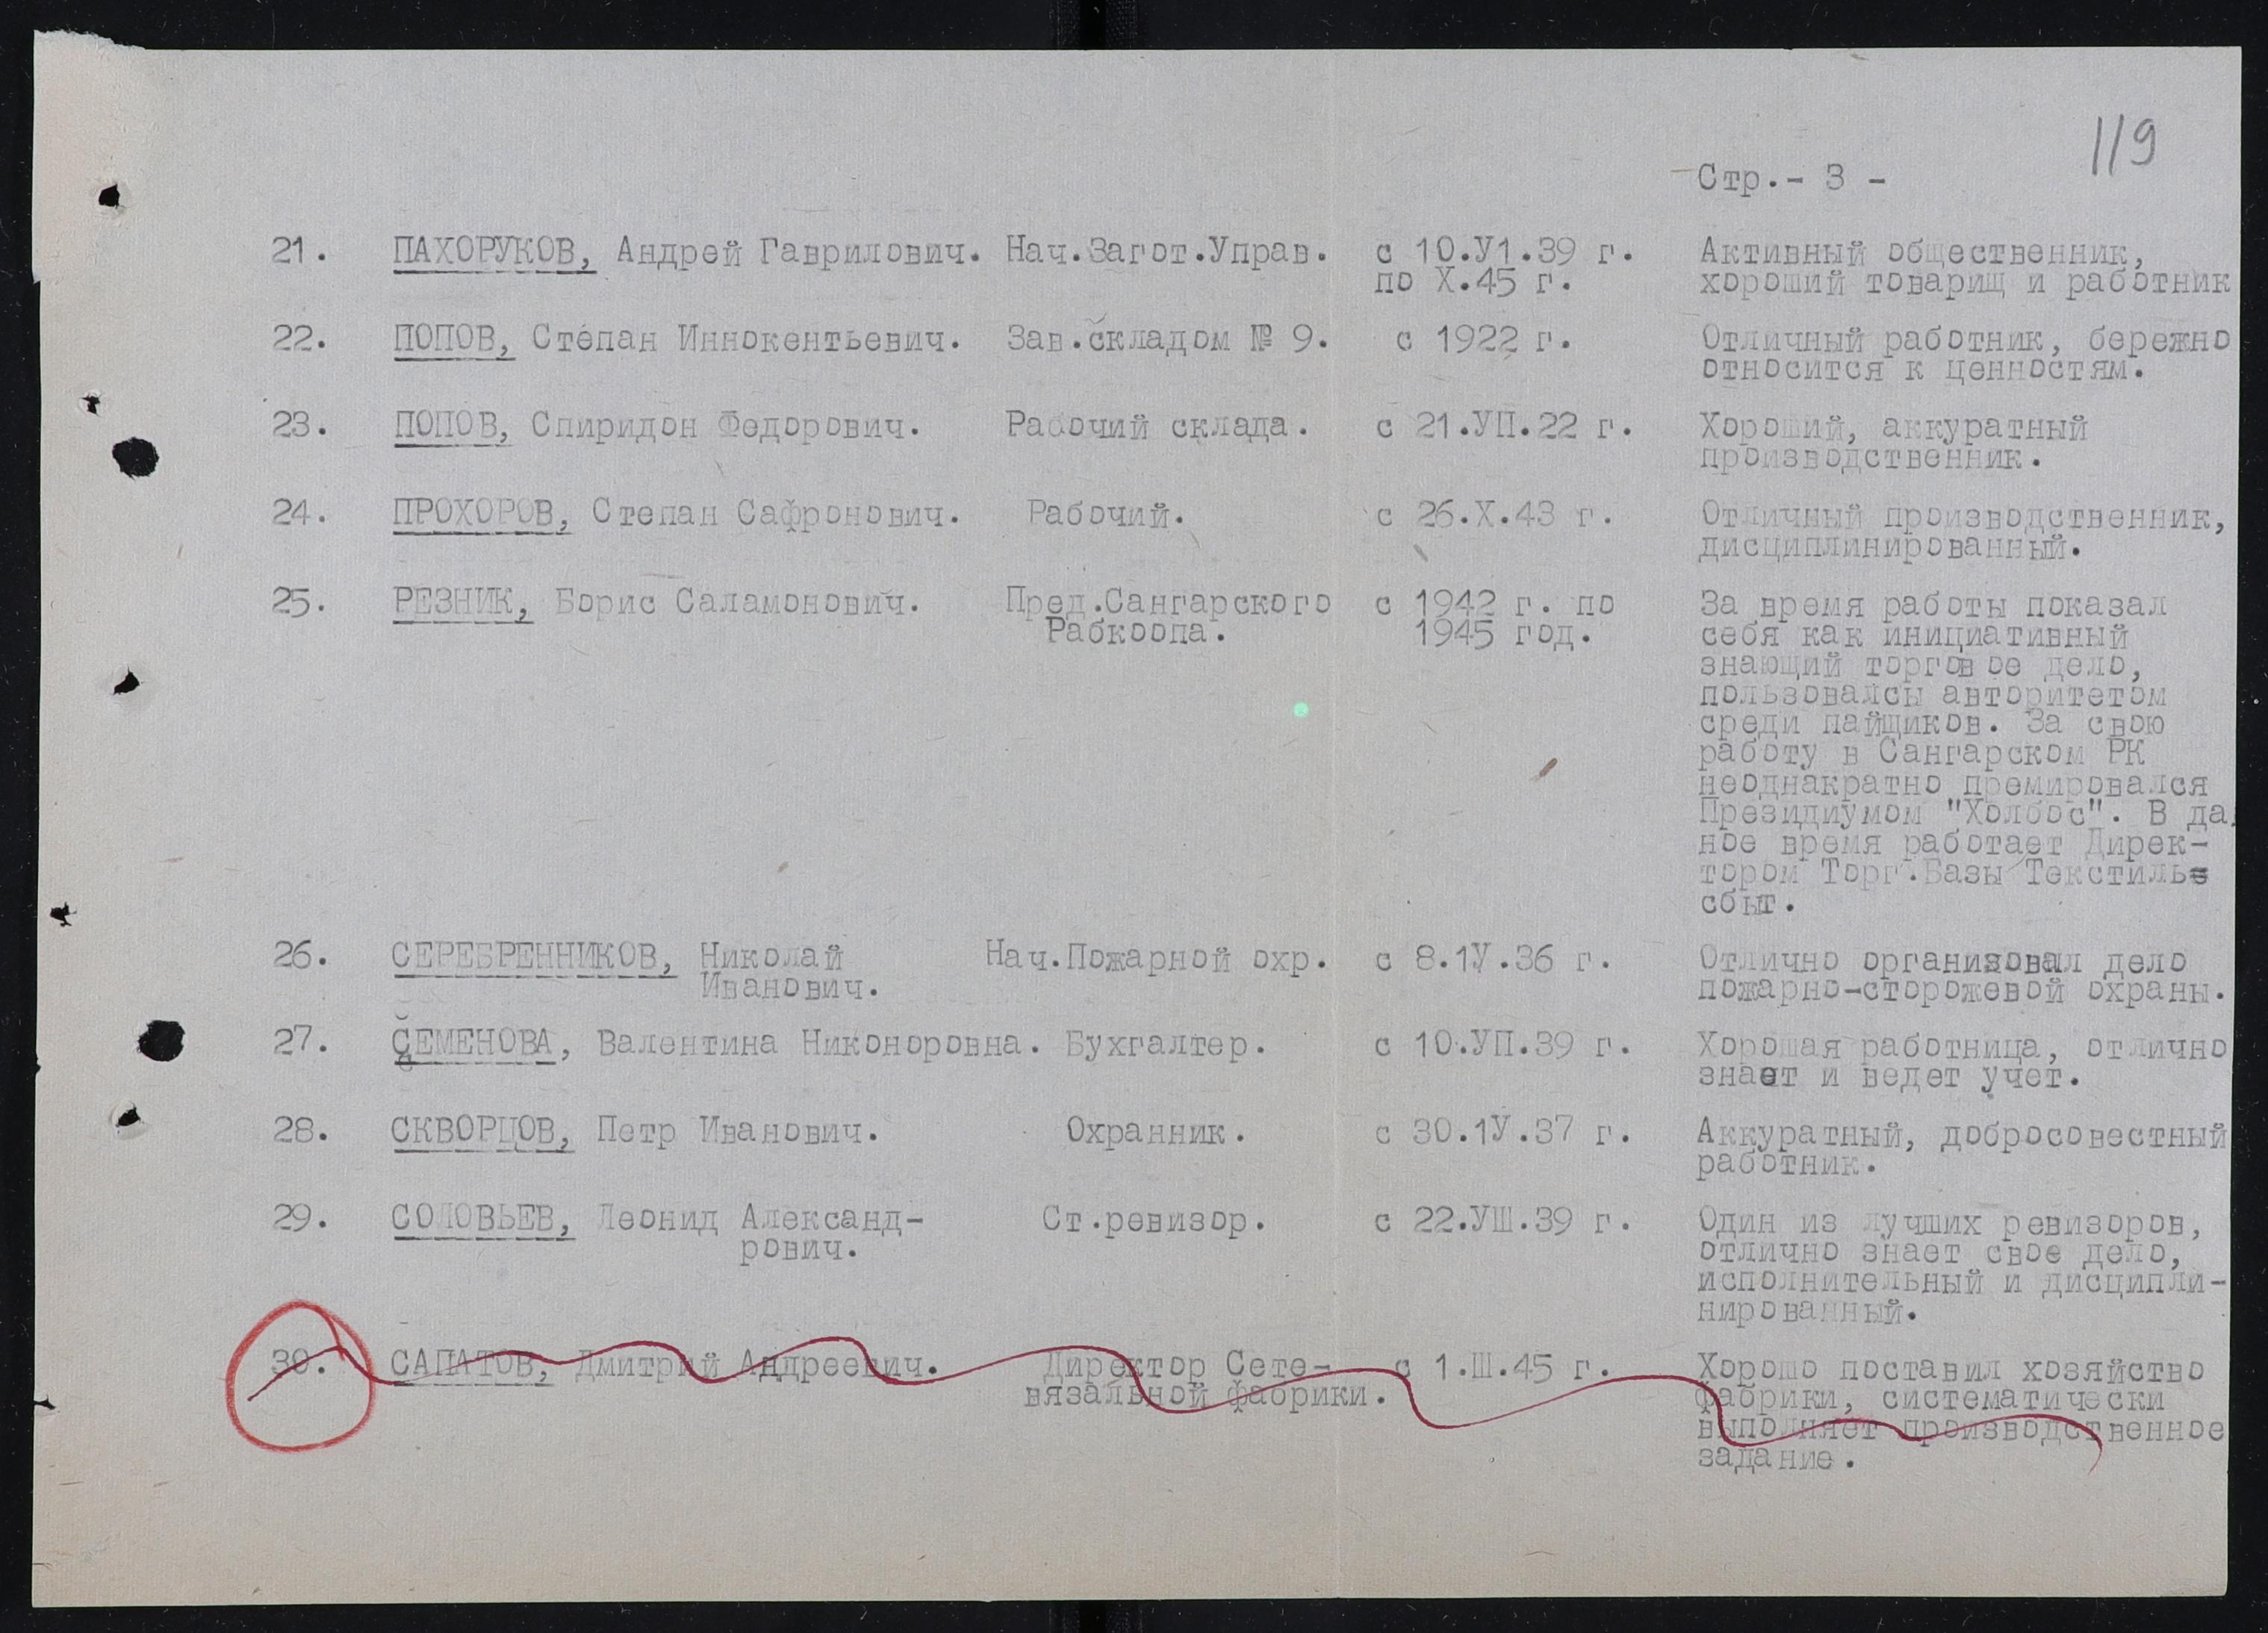 119
Стр.- 3 -
21. ПАХОРУКОВ, Андрей Гаврилович. Нач.Загот.Управ. с 10.У1.39 г. Активный общественник,
по X.45 г. хороший товарищ и работник
22. ПОПОВ, Степан Иннокентьевич. Зав.складом № 9. с 1922 г. Отличный работник, бережно
относится к ценностям.
23. ПОПОВ, Спиридон Федорович. Рабочий склада. с 21.УП.22 г. Хороший, аккуратный
производственник.
24. ПРОХОРОВ, Степан Сафронович. Рабочий. с 26.X.43 г. Отличный производственник,
дисциплинированный.
25. РЕЗНИК, Борис Саламонович. Пред.Сангарского с 1942 г. по За время работы показал
Рабкоопа. 1945 год. себя как инициативный
знающий торговое дело,
пользовалсы авторитетом
среди пайщиков. За свою
работу в Сангарском РК
неоднакратно премировался
Президиумом "Холбос". В да
ное время работает Дирек-
тором Торг.Базы Текстиль
сбыт.
26. СЕРЕБРЕННИКОВ, Николай Нач.Пожарной охр. с 8.1У.36 г. Отлично организовал дело
Иванович. пожарно-сторожевой охраны.
27. СЕМЕНОВА, Валентина Никоноровна. Бухгалтер. с 10.УП.39 г. Хорошая работница, отлично
знает и ведет учет.
28. СКВОРЦОВ, Петр Иванович. Охранник. с 30.1У.37 г. Аккуратный, добросовестный
работник.
29. СОЛОВЬЕВ, Леонид Александ- Ст.ревизор. с 22.УШ.39 г. Один из лучших ревизоров,
рович. отлично знает свое дело,
исполнительный и дисципли-
нированный.
30. САПАТОВ, Дмитрий Андреевич. Директор Сете- с 1.Ш.45 г. Хорошо поставил хозяйство
вязальной фабрики. фабрики, систематически
выполняет производственное
задание.